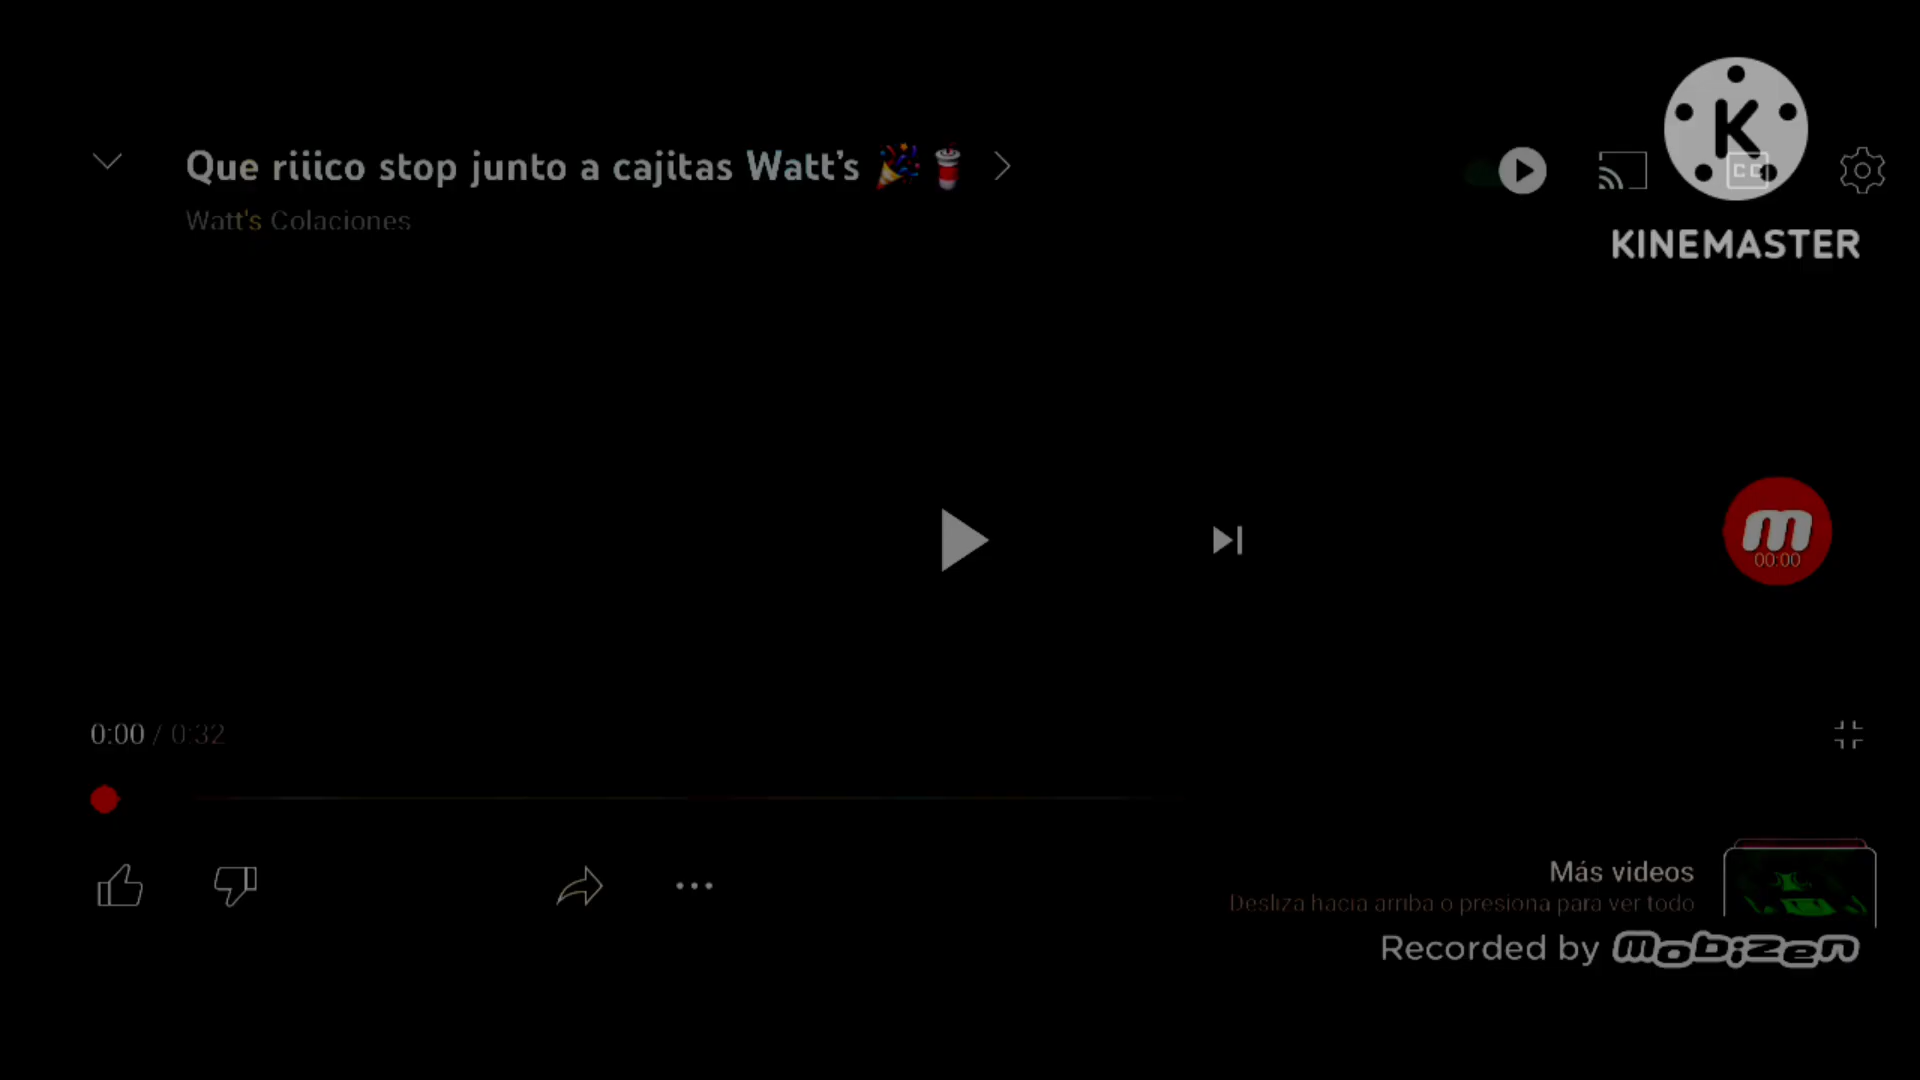 Que riiico stop junto a cajitas Watt's 🎉🥤
Watt's Colaciones
K
CC
KINEMASTER
m
00:00
0:00 / 0:32
Más videos
Desliza hacia arriba o presiona para ver todo
Recorded by mobizen